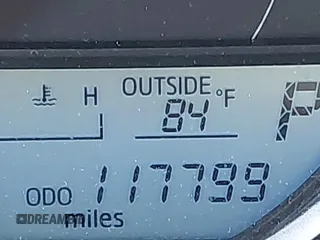 OUTSIDE
H 84 °F P
ODO 117799
miles
DREAM